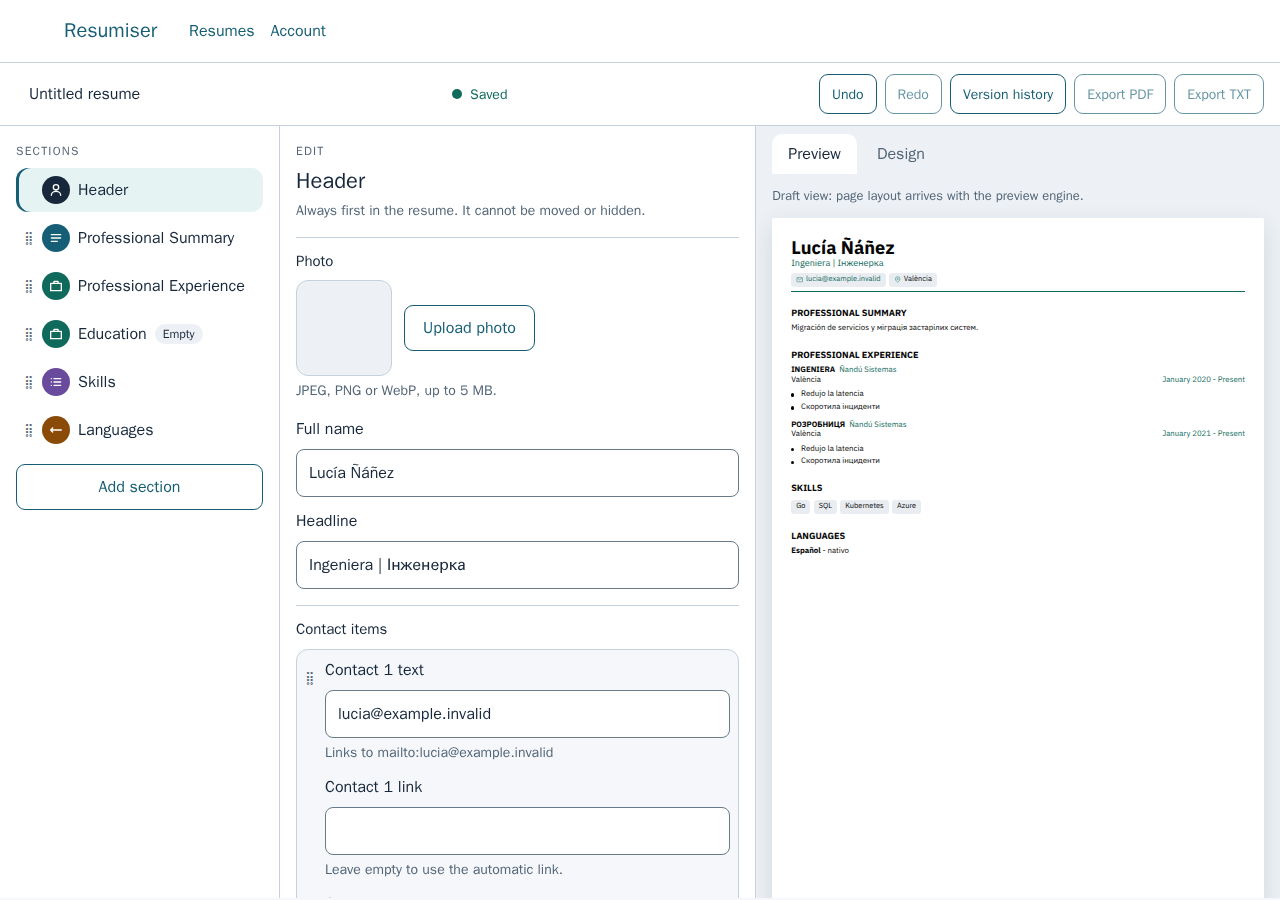 Resumiser Resumes Account
Untitled resume Saved Undo Redo Version history Export PDF Export TXT
SECTIONS
Header
Professional Summary
Professional Experience
Education Empty
Skills
Languages
Add section
EDIT
Header
Always first in the resume. It cannot be moved or hidden.
Photo
Upload photo
JPEG, PNG or WebP, up to 5 MB.
Full name
Lucía Ñáñez
Headline
Ingeniera | Інженерка
Contact items
Contact 1 text
lucia@example.invalid
Links to mailto:lucia@example.invalid
Contact 1 link
Leave empty to use the automatic link.
Preview Design
Draft view: page layout arrives with the preview engine.
Lucía Ñáñez
Ingeniera | Інженерка
lucia@example.invalid València
PROFESSIONAL SUMMARY
Migración de servicios y міграція застарілих систем.
PROFESSIONAL EXPERIENCE
INGENIERA Ñandú Sistemas
València January 2020 - Present
Redujo la latencia
Скоротила інциденти
РОЗРОБНИЦЯ Ñandú Sistemas
València January 2021 - Present
Redujo la latencia
Скоротила інциденти
SKILLS
Go SQL Kubernetes Azure
LANGUAGES
Español - nativo